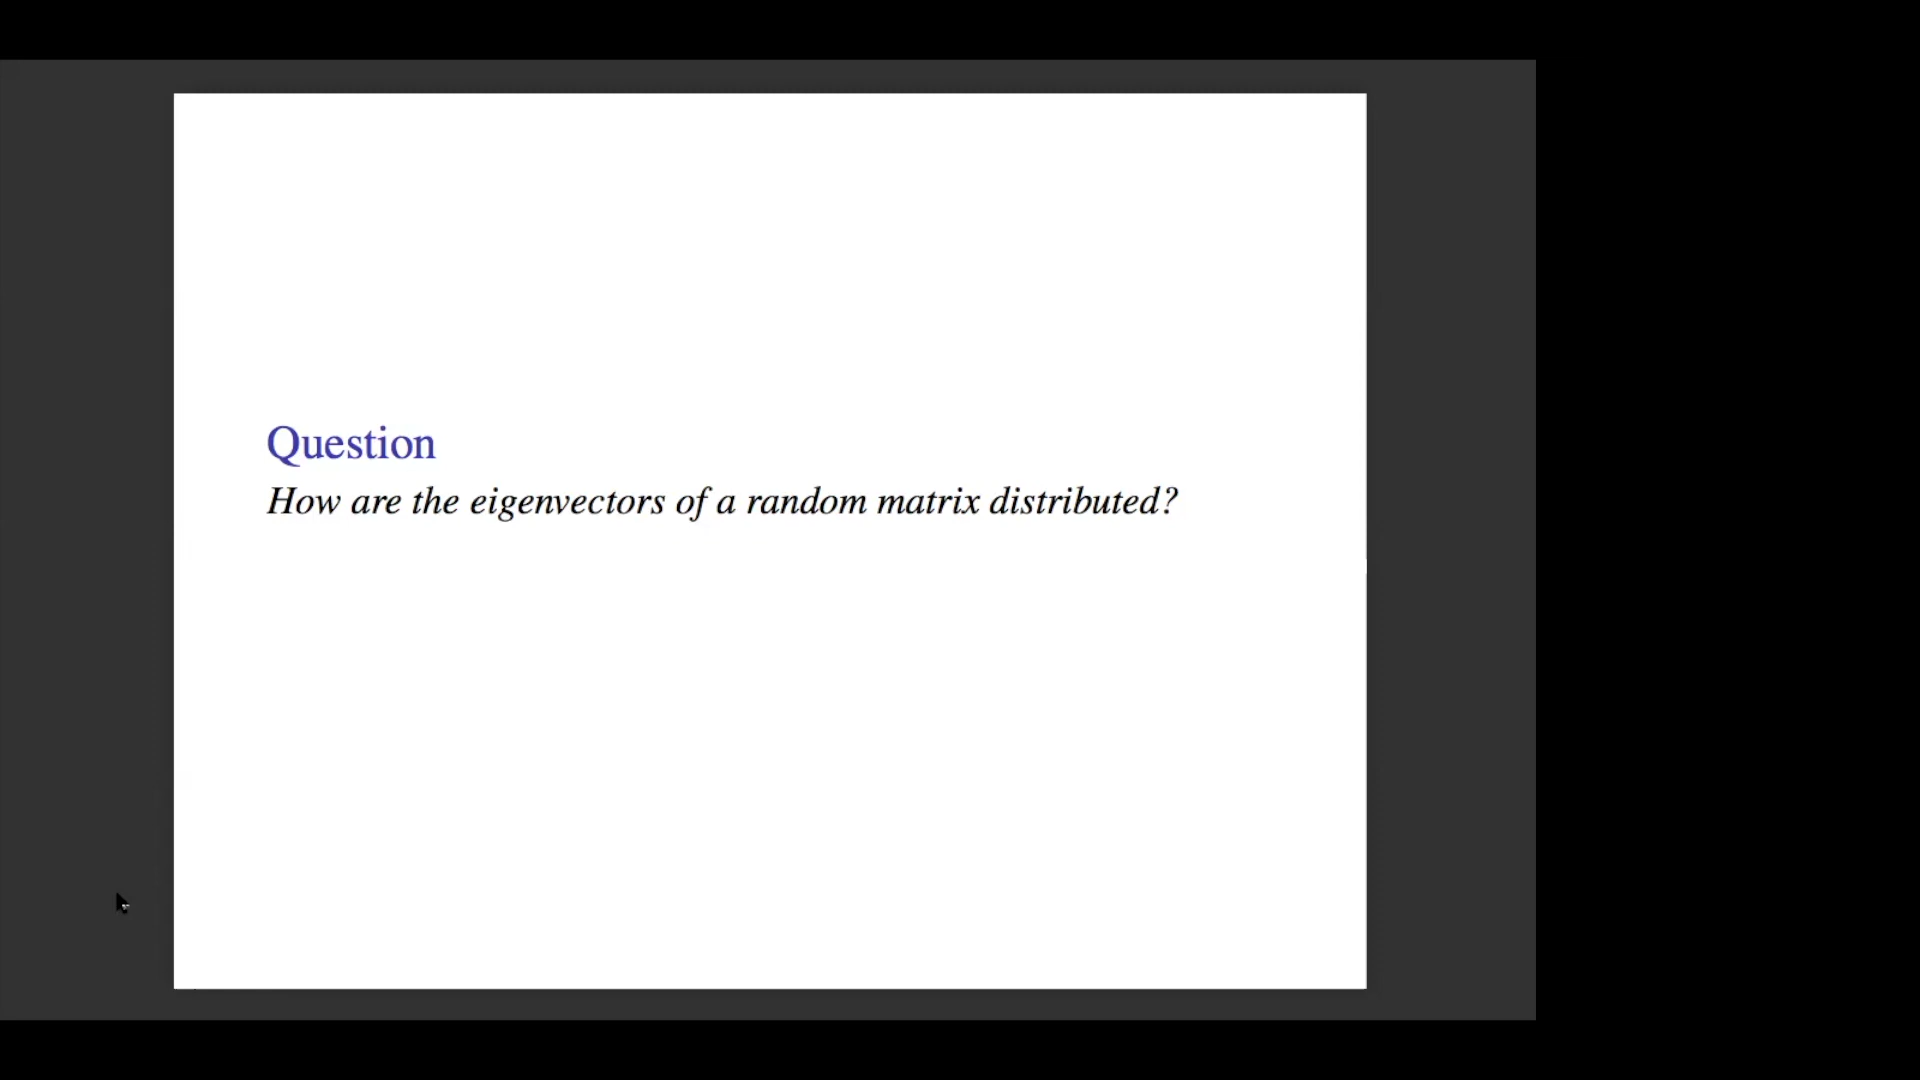 Question
How are the eigenvectors of a random matrix distributed?